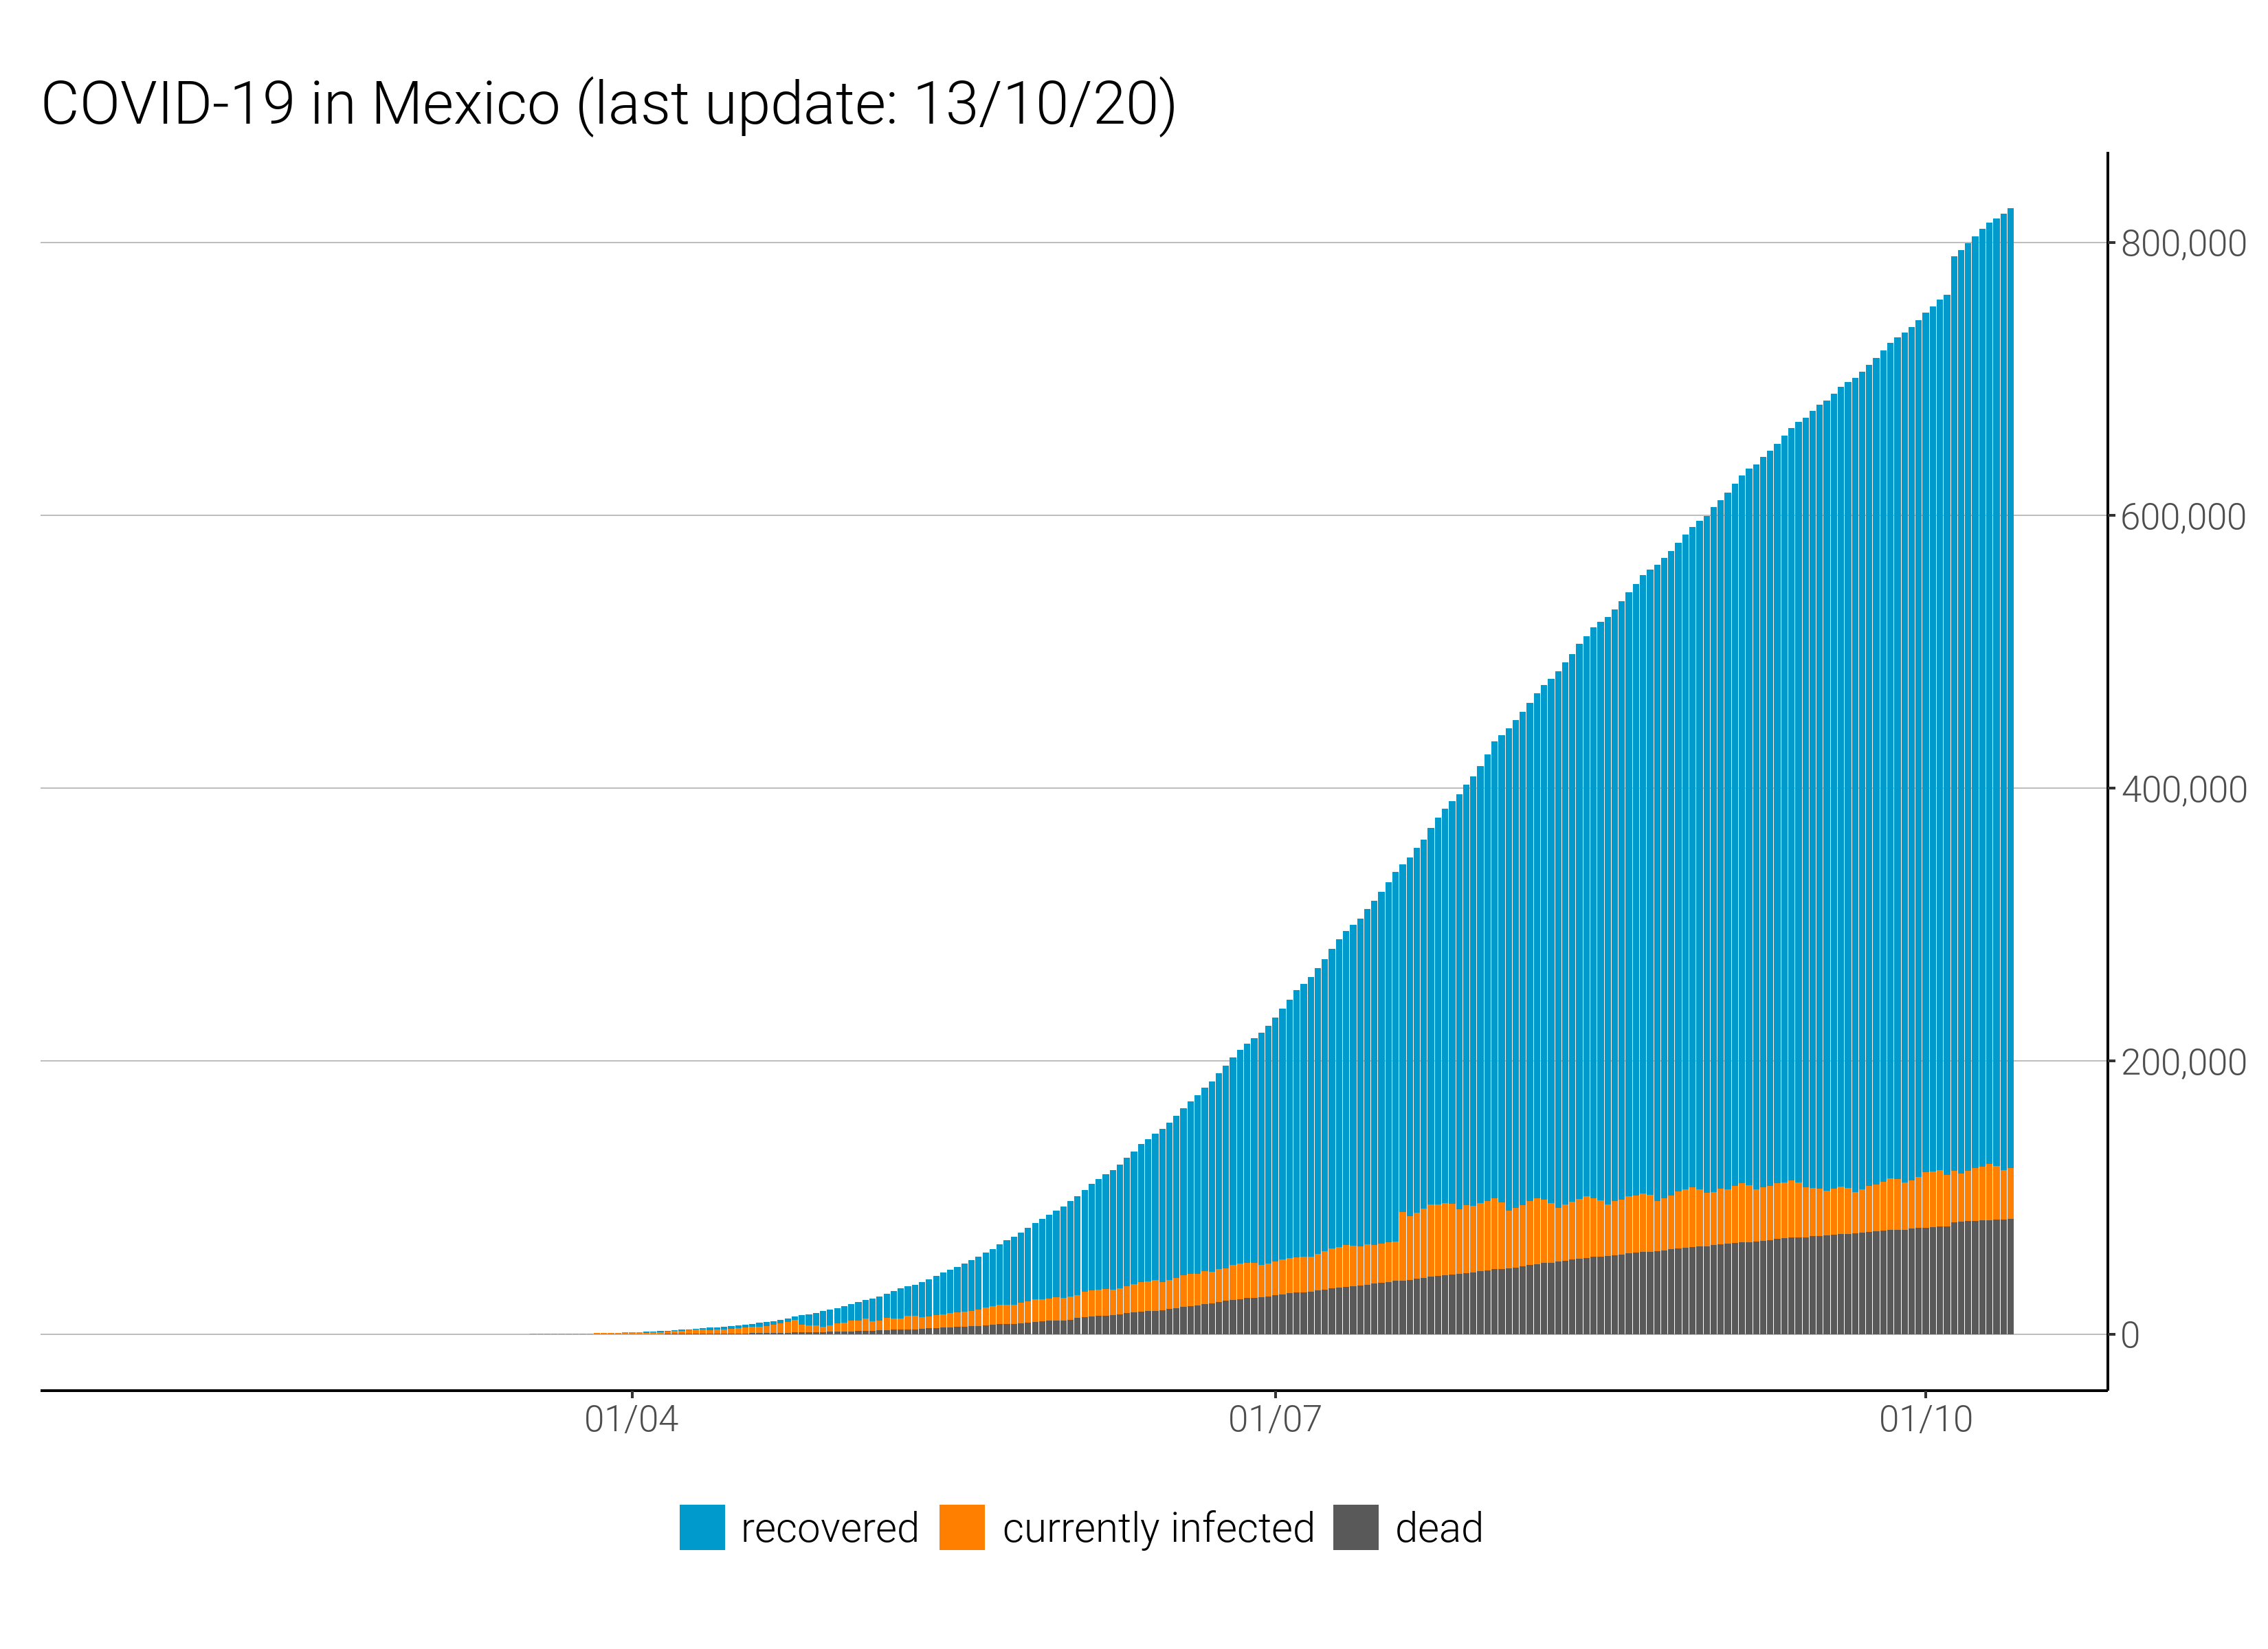 COVID-19 in Mexico (last update: 13/10/20)
800,000
600,000
400,000
200,000
0
01/04 01/07 01/10
recovered currently infected dead